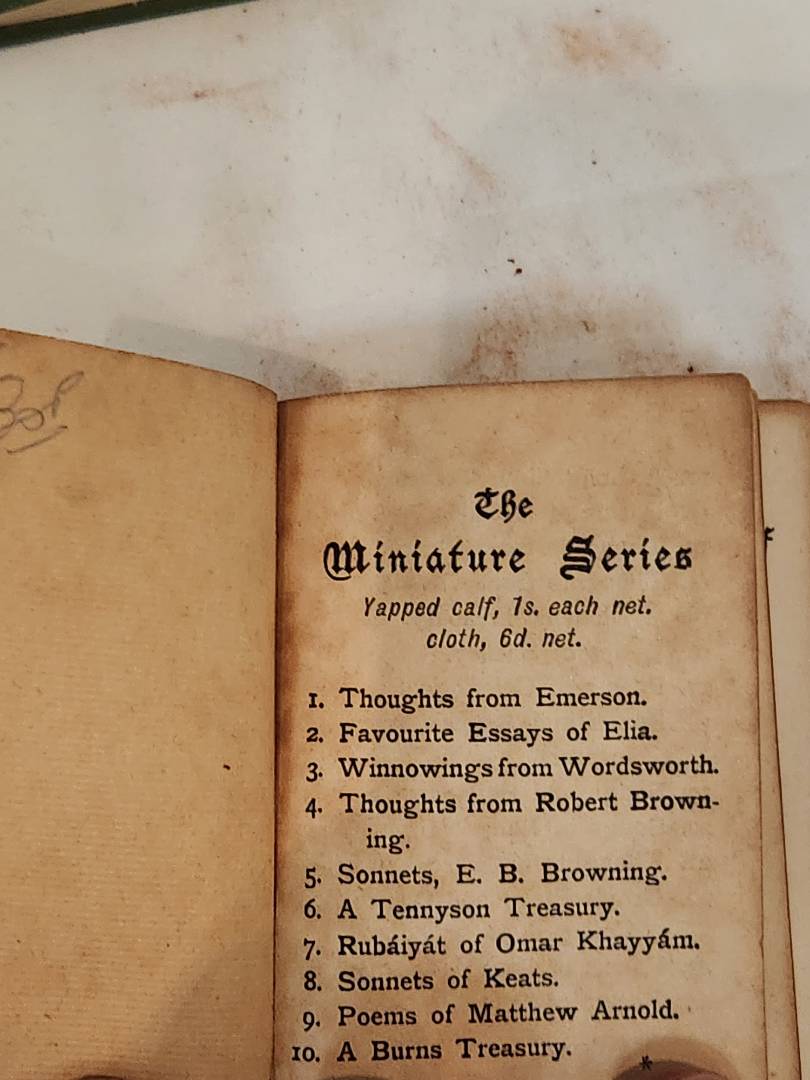 The
Miniature Series
Yapped calf, 1s. each net.
cloth, 6d. net.
1. Thoughts from Emerson.
2. Favourite Essays of Elia.
3. Winnowings from Wordsworth.
4. Thoughts from Robert Brown-
ing.
5. Sonnets, E. B. Browning.
6. A Tennyson Treasury.
7. Rubáiyát of Omar Khayyám.
8. Sonnets of Keats.
9. Poems of Matthew Arnold.
10. A Burns Treasury.
*